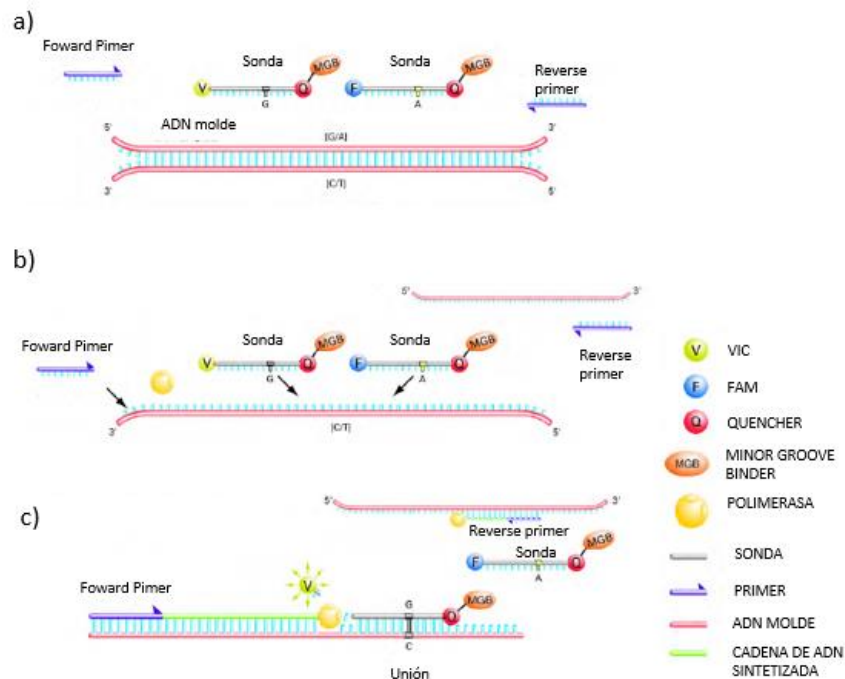 a)
Foward Pimer
Sonda
Sonda
MGB
MGB
Reverse
primer
V
Q
F
Q
G
A
ADN molde
5'
[G/A]
3'
3'
[C/T]
5'
b)
5'
3'
Foward Pimer
Sonda
Sonda
MGB
MGB
Reverse
primer
V
Q
F
Q
G
A
3'
[C/T]
5'
V VIC
F FAM
Q QUENCHER
MGB MINOR GROOVE
BINDER
POLIMERASA
SONDA
PRIMER
ADN MOLDE
CADENA DE ADN
SINTETIZADA
c)
5'
3'
Reverse primer
Sonda
MGB
F
Q
A
Foward Pimer
V
MGB
G
Q
C
Unión